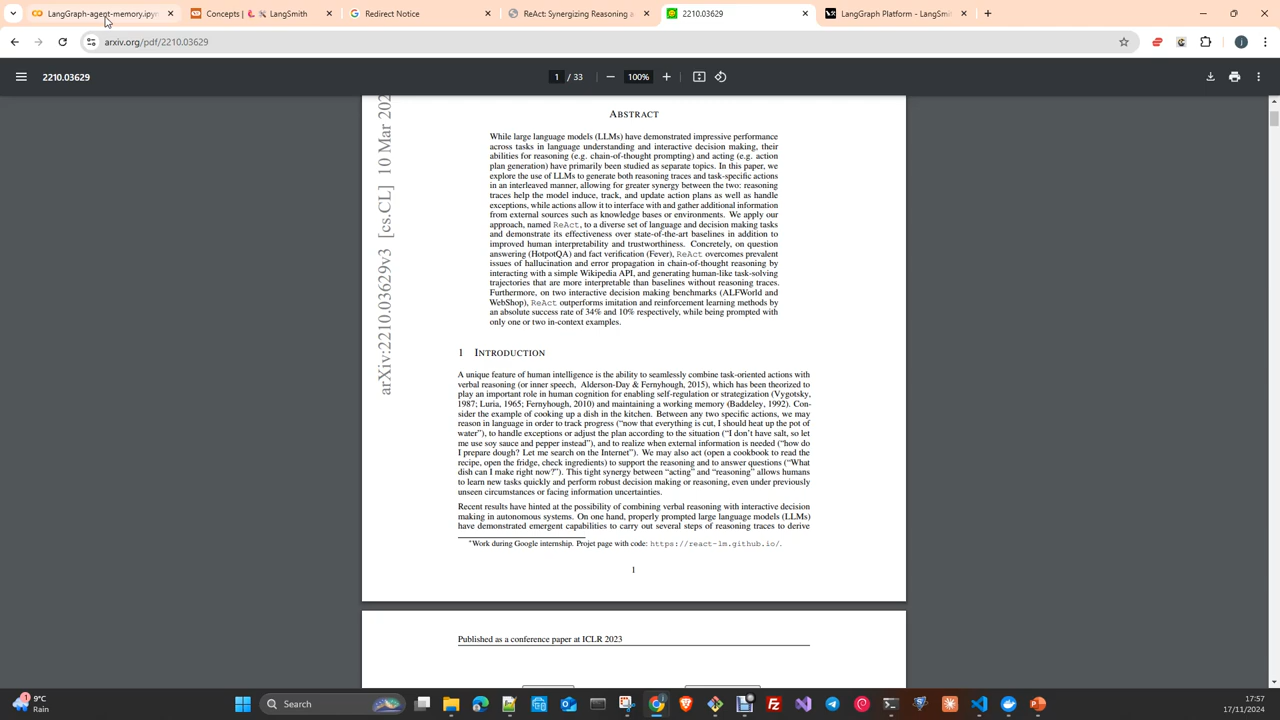 LangGraph-agent-memory.ipyn
Concepts | 🦜🛠️ LangSmith
Redirect Notice
ReAct: Synergizing Reasoning a
2210.03629
LangGraph Platform - LangSmi
arxiv.org/pdf/2210.03629
2210.03629
1 / 33
100%
ABSTRACT
While large language models (LLMs) have demonstrated impressive performance
across tasks in language understanding and interactive decision making, their
abilities for reasoning (e.g. chain-of-thought prompting) and acting (e.g. action
plan generation) have primarily been studied as separate topics. In this paper, we
explore the use of LLMs to generate both reasoning traces and task-specific actions
in an interleaved manner, allowing for greater synergy between the two: reasoning
traces help the model induce, track, and update action plans as well as handle
exceptions, while actions allow it to interface with and gather additional information
from external sources such as knowledge bases or environments. We apply our
approach, named ReAct, to a diverse set of language and decision making tasks
and demonstrate its effectiveness over state-of-the-art baselines in addition to
improved human interpretability and trustworthiness. Concretely, on question
answering (HotpotQA) and fact verification (Fever), ReAct overcomes prevalent
issues of hallucination and error propagation in chain-of-thought reasoning by
interacting with a simple Wikipedia API, and generating human-like task-solving
trajectories that are more interpretable than baselines without reasoning traces.
Furthermore, on two interactive decision making benchmarks (ALFWorld and
WebShop), ReAct outperforms imitation and reinforcement learning methods by
an absolute success rate of 34% and 10% respectively, while being prompted with
only one or two in-context examples.
arXiv:2210.03629v3 [cs.CL] 10 Mar 202
1 INTRODUCTION
A unique feature of human intelligence is the ability to seamlessly combine task-oriented actions with
verbal reasoning (or inner speech, Alderson-Day & Fernyhough, 2015), which has been theorized to
play an important role in human cognition for enabling self-regulation or strategization (Vygotsky,
1987; Luria, 1965; Fernyhough, 2010) and maintaining a working memory (Baddeley, 1992). Con-
sider the example of cooking up a dish in the kitchen. Between any two specific actions, we may
reason in language in order to track progress (“now that everything is cut, I should heat up the pot of
water”), to handle exceptions or adjust the plan according to the situation (“I don’t have salt, so let
me use soy sauce and pepper instead”), and to realize when external information is needed (“how do
I prepare dough? Let me search on the Internet”). We may also act (open a cookbook to read the
recipe, open the fridge, check ingredients) to support the reasoning and to answer questions (“What
dish can I make right now?”). This tight synergy between “acting” and “reasoning” allows humans
to learn new tasks quickly and perform robust decision making or reasoning, even under previously
unseen circumstances or facing information uncertainties.
Recent results have hinted at the possibility of combining verbal reasoning with interactive decision
making in autonomous systems. On one hand, properly prompted large language models (LLMs)
have demonstrated emergent capabilities to carry out several steps of reasoning traces to derive
*Work during Google internship. Projet page with code: https://react-lm.github.io/.
1
Published as a conference paper at ICLR 2023
1
9°C
Rain
Search
17:57
17/11/2024